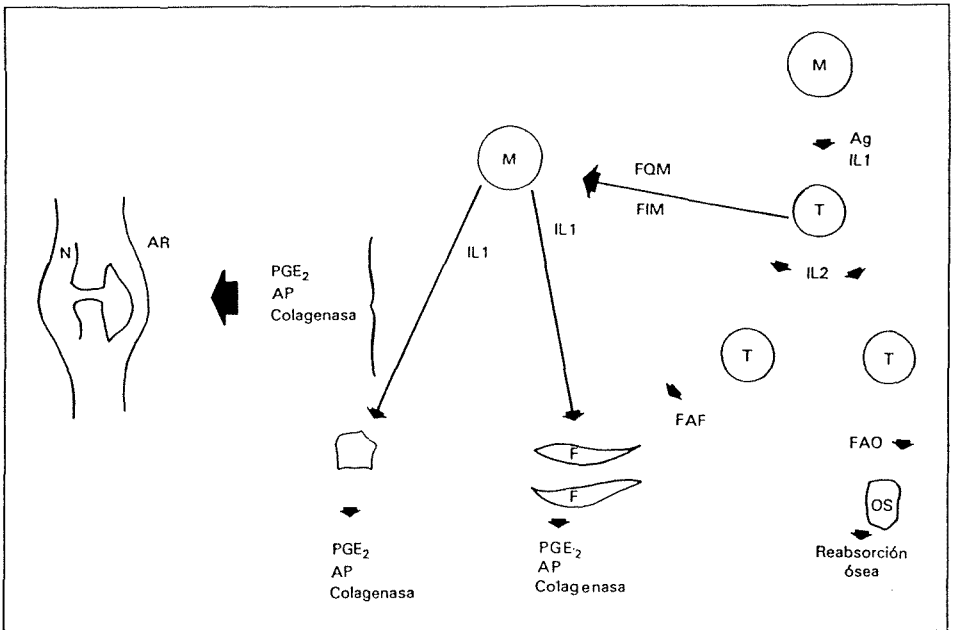 M
Ag
IL1
M
FQM
FIM
T
IL1
IL1
IL2
N
AR
PGE₂
AP
Colagenasa
T
T
FAF
FAO
F
F
OS
PGE₂
AP
Colagenasa
PGE₂
AP
Colagenasa
Reabsorción
ósea